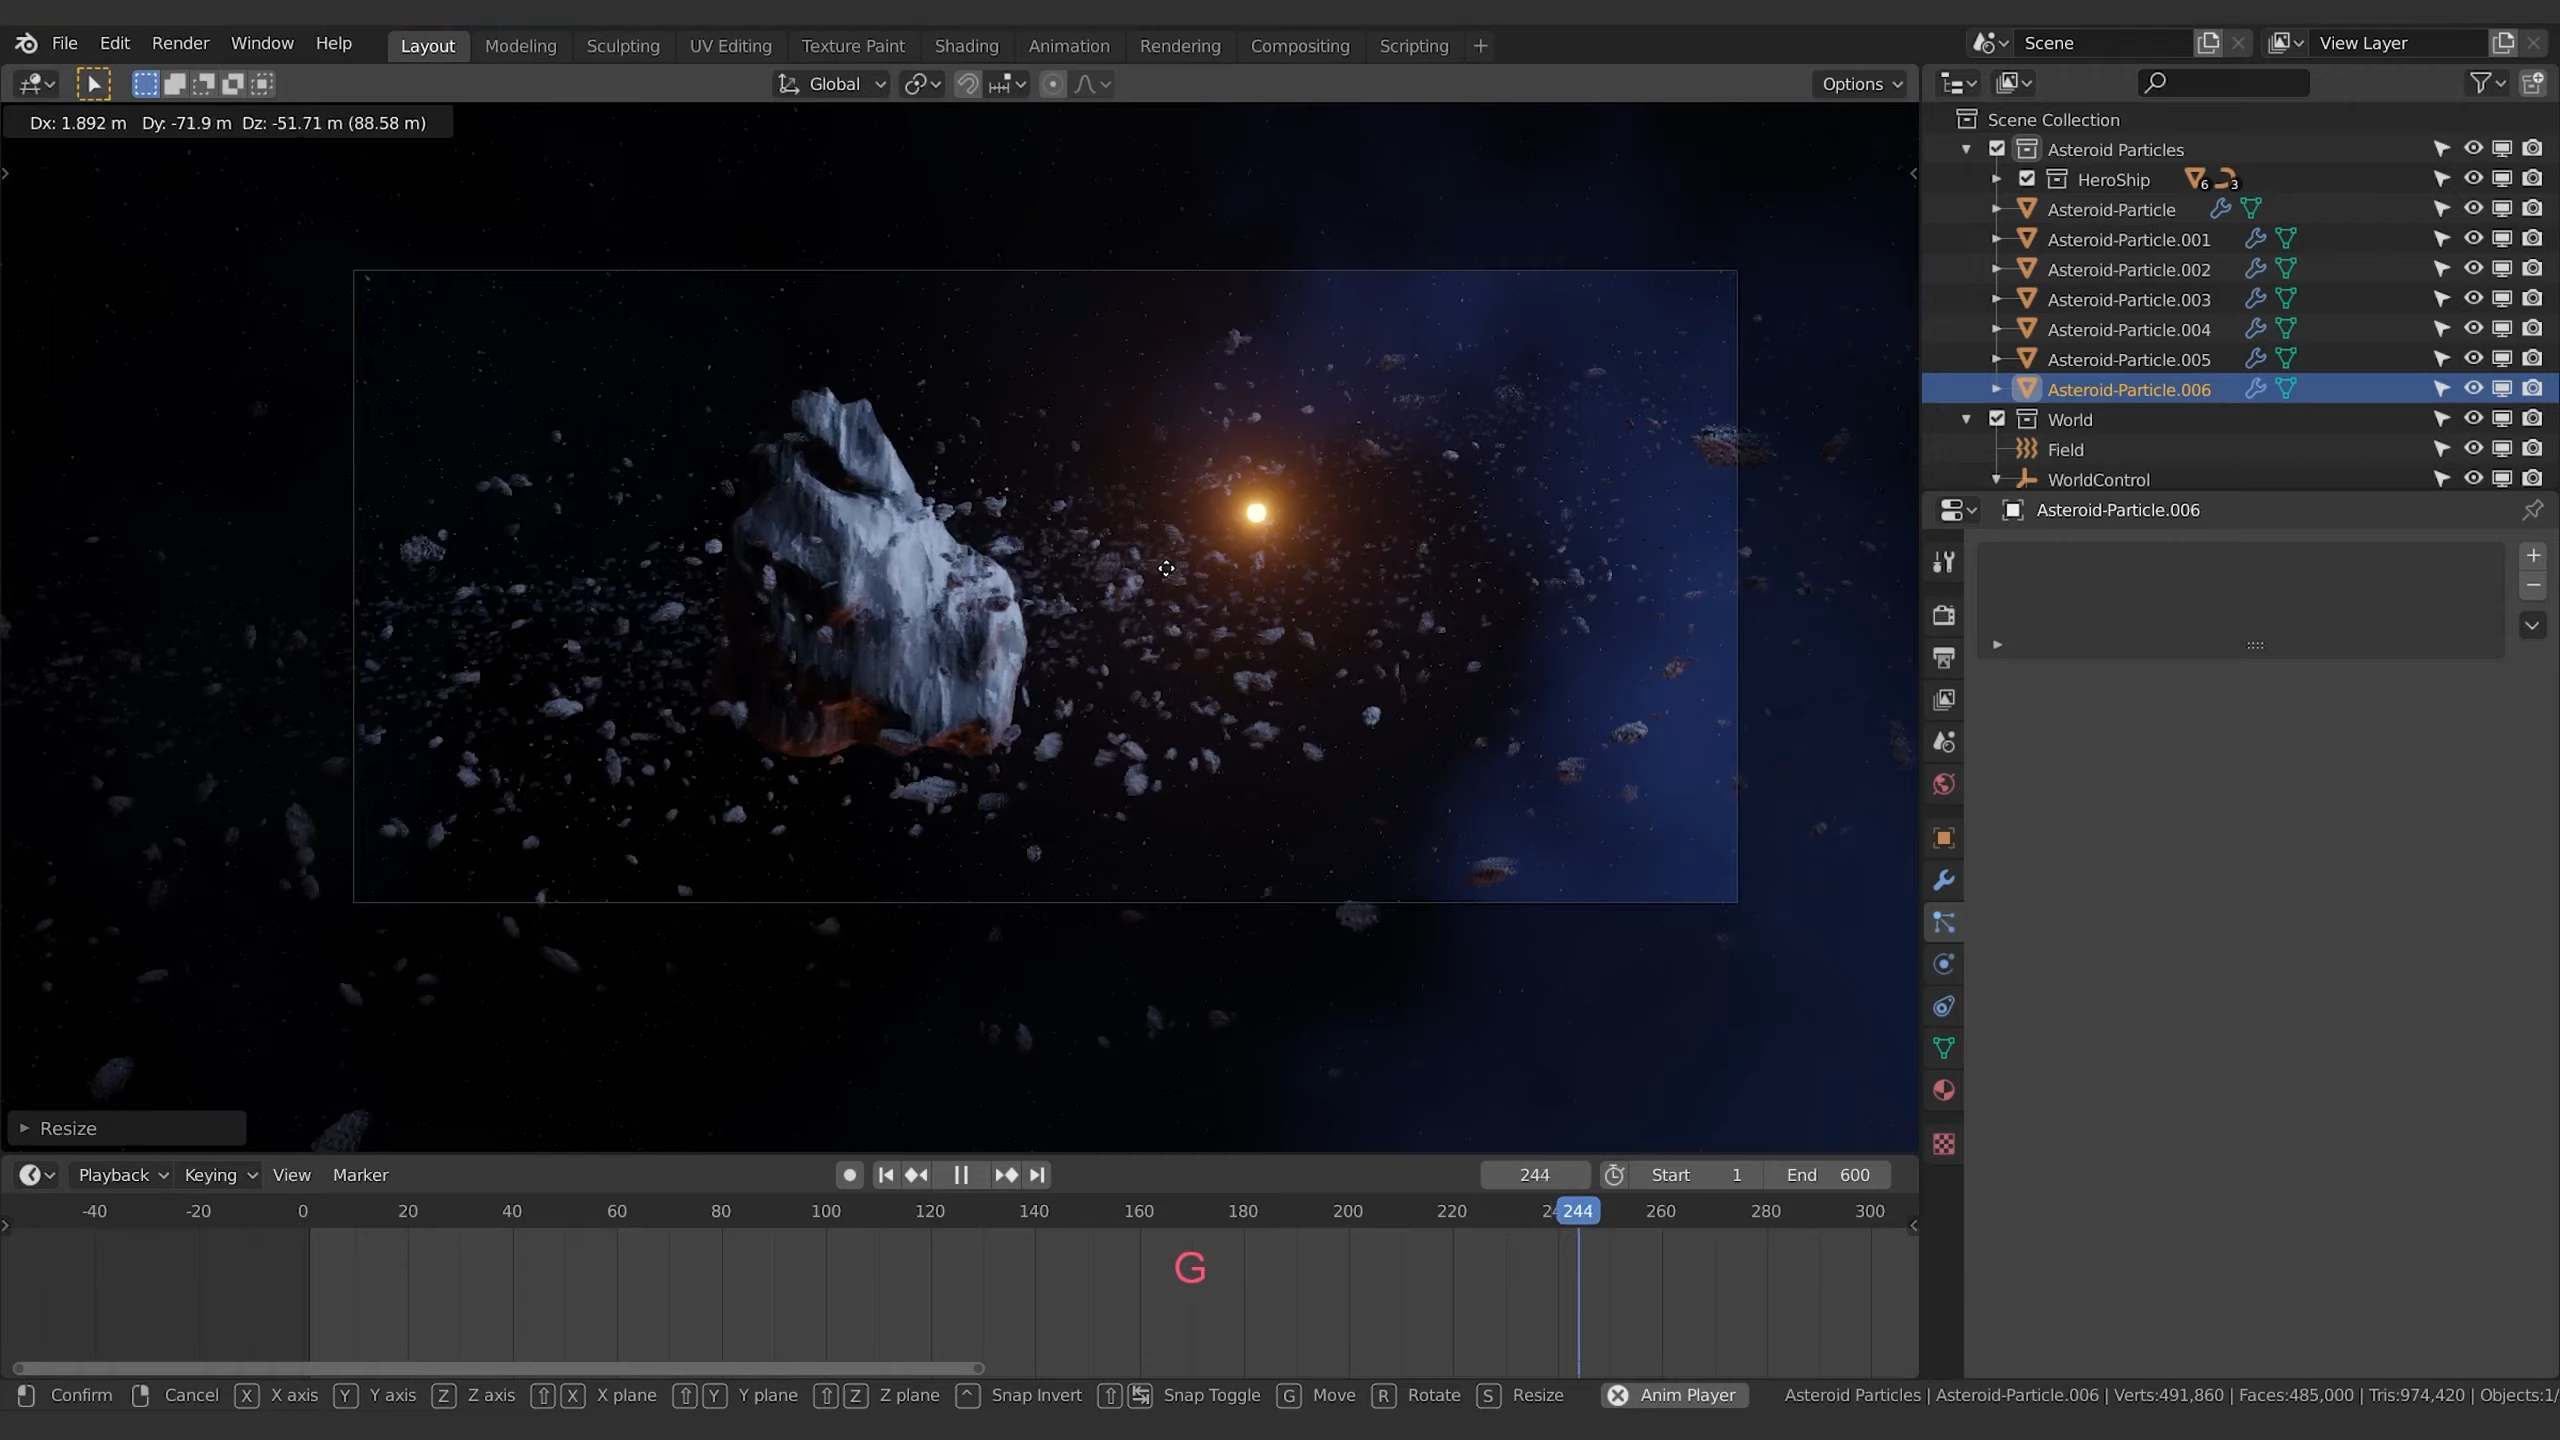 File Edit Render Window Help Layout Modeling Sculpting UV Editing Texture Paint Shading Animation Rendering Compositing Scripting + Scene View Layer
Global Options
Dx: 1.892 m Dy: -71.9 m Dz: -51.71 m (88.58 m)
Scene Collection
Asteroid Particles
HeroShip 6 3
Asteroid-Particle
Asteroid-Particle.001
Asteroid-Particle.002
Asteroid-Particle.003
Asteroid-Particle.004
Asteroid-Particle.005
Asteroid-Particle.006
World
Field
WorldControl
Asteroid-Particle.006
Resize
Playback Keying View Marker 244 Start 1 End 600
-40 -20 0 20 40 60 80 100 120 140 160 180 200 220 244 260 280 300
G
Confirm Cancel X X axis Y Y axis Z Z axis X X plane Y Y plane Z Z plane ^ Snap Invert Snap Toggle G Move R Rotate S Resize Anim Player Asteroid Particles | Asteroid-Particle.006 | Verts:491,860 | Faces:485,000 | Tris:974,420 | Objects:1/